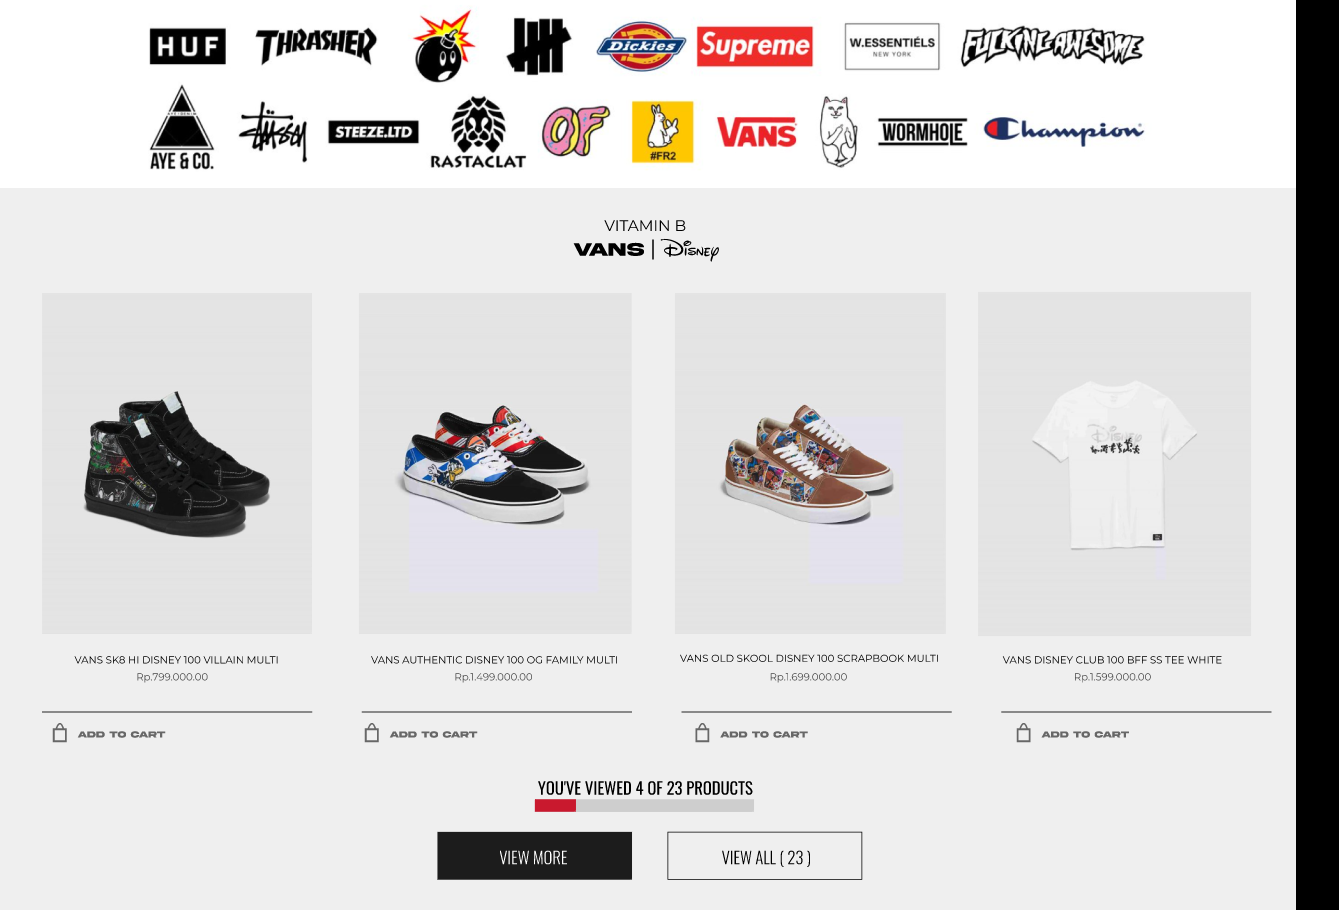 HUF
THRASHER
Dickies
Supreme
W.ESSENTIÉLS
NEW YORK
FUCKING AWESOME
AYE & CO.
STÜSSY
STEEZE.LTD
RASTACLAT
OF
#FR2
VANS
WORMHOLE
Champion
VITAMIN B
VANS | Disney
VANS SK8 HI DISNEY 100 VILLAIN MULTI
Rp.799.000.00
ADD TO CART
VANS AUTHENTIC DISNEY 100 OG FAMILY MULTI
Rp.1.499.000.00
ADD TO CART
VANS OLD SKOOL DISNEY 100 SCRAPBOOK MULTI
Rp.1.699.000.00
ADD TO CART
Disney
VANS DISNEY CLUB 100 BFF SS TEE WHITE
Rp.1.599.000.00
ADD TO CART
YOU'VE VIEWED 4 OF 23 PRODUCTS
VIEW MORE
VIEW ALL ( 23 )